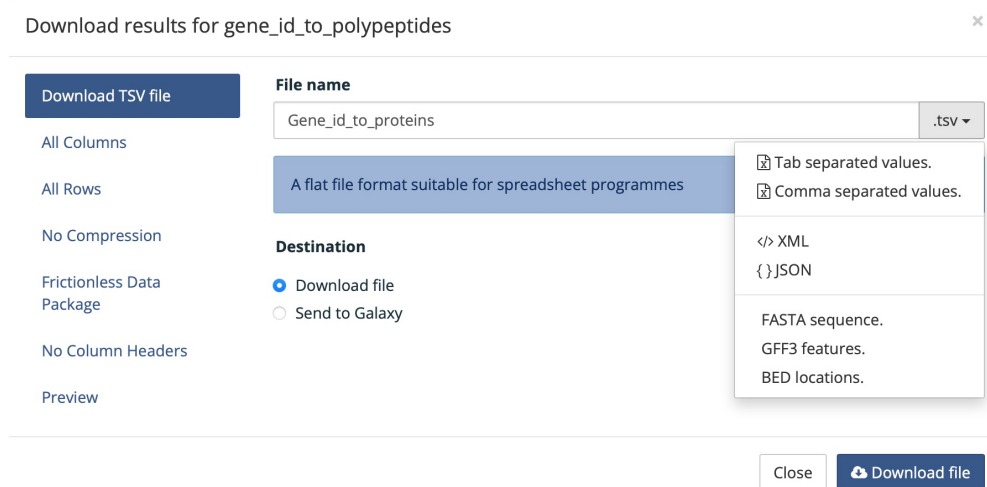 Download results for gene_id_to_polypeptides
×
Download TSV file
All Columns
All Rows
No Compression
Frictionless Data
Package
No Column Headers
Preview
File name
Gene_id_to_proteins
.tsv
A flat file format suitable for spreadsheet programmes
Tab separated values.
Comma separated values.
</> XML
{ } JSON
FASTA sequence.
GFF3 features.
BED locations.
Destination
Download file
Send to Galaxy
Close
Download file